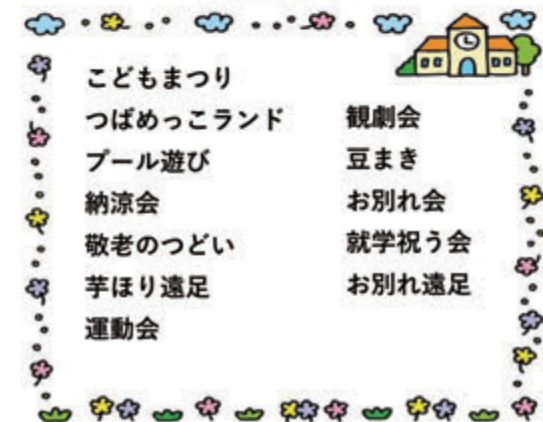 こどもまつり
つばめっこランド
プール遊び
納涼会
敬老のつどい
芋ほり遠足
運動会
観劇会
豆まき
お別れ会
就学祝う会
お別れ遠足